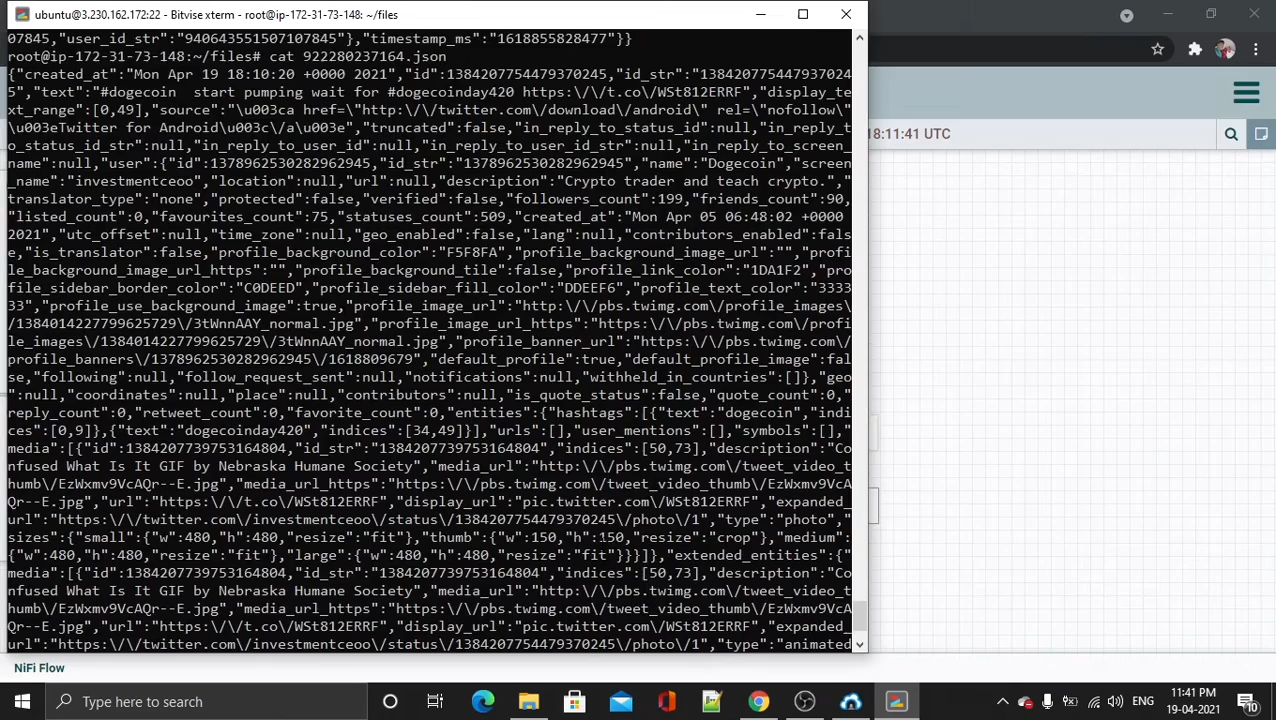 ubuntu@3.230.162.172:22 - Bitvise xterm - root@ip-172-31-73-148: ~/files
07845,"user_id_str":"940643551507107845"},"timestamp_ms":"1618855828477"}}
root@ip-172-31-73-148:~/files# cat 922280237164.json
{"created_at":"Mon Apr 19 18:10:20 +0000 2021","id":1384207754479370245,"id_str":"138420775447937024
5","text":"#dogecoin  start pumping wait for #dogecoinday420 https:\/\/t.co\/WSt812ERRF","display_te
xt_range":[0,49],"source":"\u003ca href=\"http:\/\/twitter.com\/download\/android\" rel=\"nofollow\"
\u003eTwitter for Android\u003c\/a\u003e","truncated":false,"in_reply_to_status_id":null,"in_reply_t
o_status_id_str":null,"in_reply_to_user_id":null,"in_reply_to_user_id_str":null,"in_reply_to_screen_
name":null,"user":{"id":1378962530282962945,"id_str":"1378962530282962945","name":"Dogecoin","screen
_name":"investmentceoo","location":null,"url":null,"description":"Crypto trader and teach crypto.","
translator_type":"none","protected":false,"verified":false,"followers_count":199,"friends_count":90,
"listed_count":0,"favourites_count":75,"statuses_count":509,"created_at":"Mon Apr 05 06:48:02 +0000
2021","utc_offset":null,"time_zone":null,"geo_enabled":false,"lang":null,"contributors_enabled":fals
e,"is_translator":false,"profile_background_color":"F5F8FA","profile_background_image_url":"","profi
le_background_image_url_https":"","profile_background_tile":false,"profile_link_color":"1DA1F2","pro
file_sidebar_border_color":"C0DEED","profile_sidebar_fill_color":"DDEEF6","profile_text_color":"3333
33","profile_use_background_image":true,"profile_image_url":"http:\/\/pbs.twimg.com\/profile_images\
/1384014227799625729\/3tWnnAAY_normal.jpg","profile_image_url_https":"https:\/\/pbs.twimg.com\/profi
le_images\/1384014227799625729\/3tWnnAAY_normal.jpg","profile_banner_url":"https:\/\/pbs.twimg.com\/
profile_banners\/1378962530282962945\/1618809679","default_profile":true,"default_profile_image":fal
se,"following":null,"follow_request_sent":null,"notifications":null,"withheld_in_countries":[]},"geo
":null,"coordinates":null,"place":null,"contributors":null,"is_quote_status":false,"quote_count":0,"
reply_count":0,"retweet_count":0,"favorite_count":0,"entities":{"hashtags":[{"text":"dogecoin","indi
ces":[0,9]},{"text":"dogecoinday420","indices":[34,49]}],"urls":[],"user_mentions":[],"symbols":[],"
media":[{"id":1384207739753164804,"id_str":"1384207739753164804","indices":[50,73],"description":"Co
nfused What Is It GIF by Nebraska Humane Society","media_url":"http:\/\/pbs.twimg.com\/tweet_video_t
humb\/EzWxmv9VcAQr--E.jpg","media_url_https":"https:\/\/pbs.twimg.com\/tweet_video_thumb\/EzWxmv9VcA
Qr--E.jpg","url":"https:\/\/t.co\/WSt812ERRF","display_url":"pic.twitter.com\/WSt812ERRF","expanded_
url":"https:\/\/twitter.com\/investmentceoo\/status\/1384207754479370245\/photo\/1","type":"photo","
sizes":{"small":{"w":480,"h":480,"resize":"fit"},"thumb":{"w":150,"h":150,"resize":"crop"},"medium":
{"w":480,"h":480,"resize":"fit"},"large":{"w":480,"h":480,"resize":"fit"}}}]},"extended_entities":{"
media":[{"id":1384207739753164804,"id_str":"1384207739753164804","indices":[50,73],"description":"Co
nfused What Is It GIF by Nebraska Humane Society","media_url":"http:\/\/pbs.twimg.com\/tweet_video_t
humb\/EzWxmv9VcAQr--E.jpg","media_url_https":"https:\/\/pbs.twimg.com\/tweet_video_thumb\/EzWxmv9VcA
Qr--E.jpg","url":"https:\/\/t.co\/WSt812ERRF","display_url":"pic.twitter.com\/WSt812ERRF","expanded_
url":"https:\/\/twitter.com\/investmentceoo\/status\/1384207754479370245\/photo\/1","type":"animated
18:11:41 UTC
NiFi Flow
Type here to search
ENG
11:41 PM
19-04-2021
10